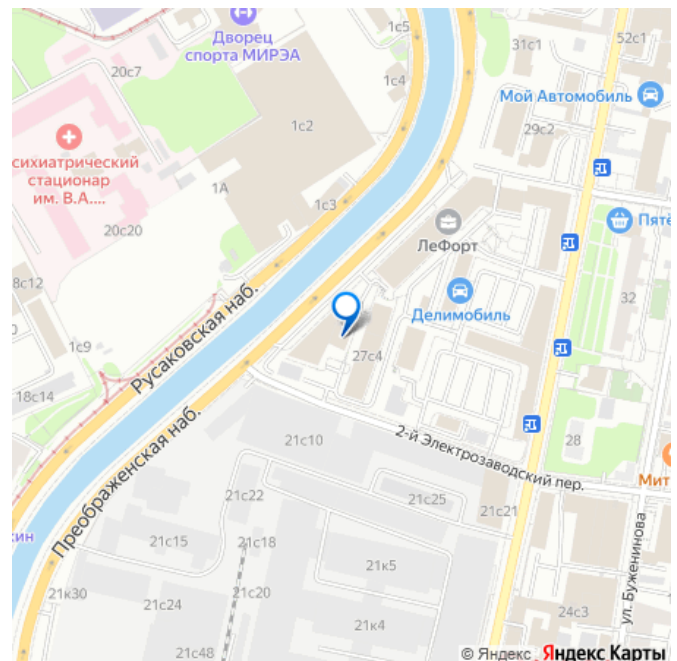 1с5
Дворец
спорта МИРЭА
31с1
52с1
20с7
1с4
Мой Автомобиль
1с2
29с2
сихиатрический
стационар
им. В.А....
1А
1с3
Пятё
20с20
ЛеФорт
8с12
Русаковская наб.
Делимобиль
32
0
1с9
27с4
18с14
Преображенская наб.
21с10
2-й Электрозаводский пер.
28
Мит
21с22
21с25
21с21
кин
21с15
21с18
ул. Буженинова
21к5
21к30
21с24
21с20
24с3
21к4
21с48
© Яндекс Яндекс Карты